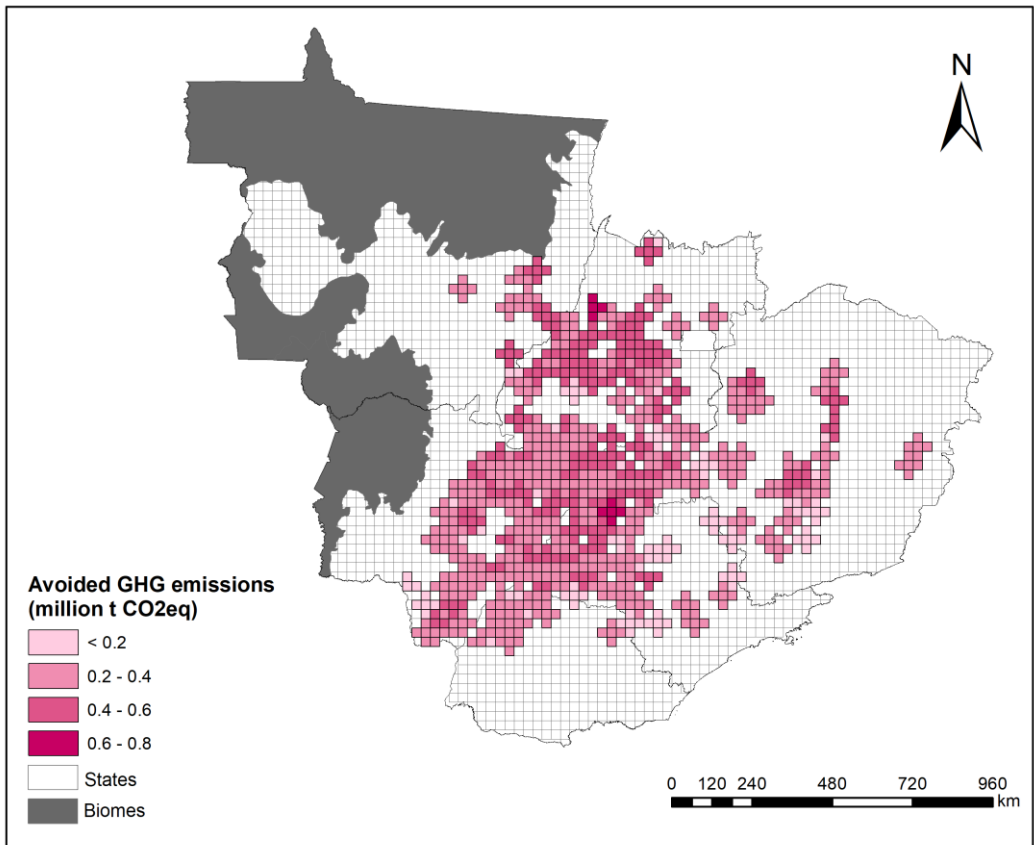 N
Avoided GHG emissions
(million t CO2eq)
< 0.2
0.2 - 0.4
0.4 - 0.6
0.6 - 0.8
States
Biomes
0 120 240 480 720 960
km